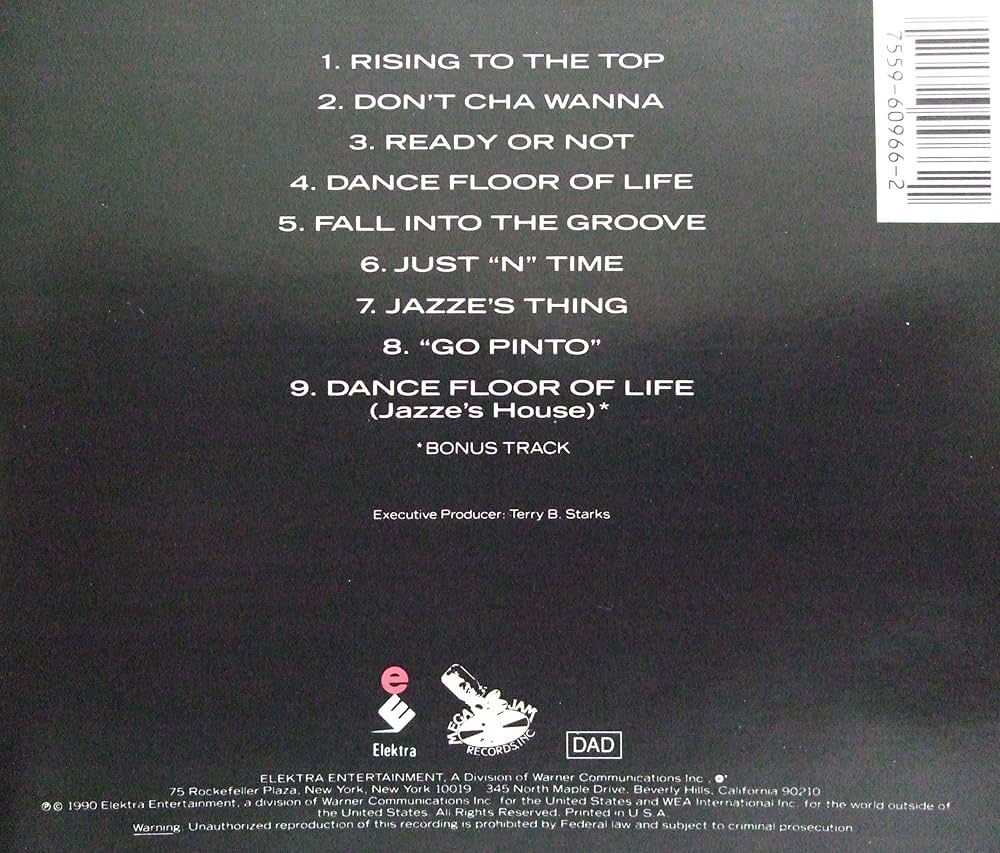 7559-60966-2
1. RISING TO THE TOP
2. DON'T CHA WANNA
3. READY OR NOT
4. DANCE FLOOR OF LIFE
5. FALL INTO THE GROOVE
6. JUST “N” TIME
7. JAZZE'S THING
8. “GO PINTO”
9. DANCE FLOOR OF LIFE
(Jazze's House)*
*BONUS TRACK
Executive Producer: Terry B. Starks
e
Elektra
MEGA JAM
RECORDS, INC
DAD
ELEKTRA ENTERTAINMENT, A Division of Warner Communications Inc.,
75 Rockefeller Plaza, New York, New York 10019 345 North Maple Drive, Beverly Hills, California 90210
℗© 1990 Elektra Entertainment, a division of Warner Communications Inc. for the United States and WEA International Inc. for the world outside of
the United States. All Rights Reserved. Printed in U.S.A.
Warning: Unauthorized reproduction of this recording is prohibited by Federal law and subject to criminal prosecution.